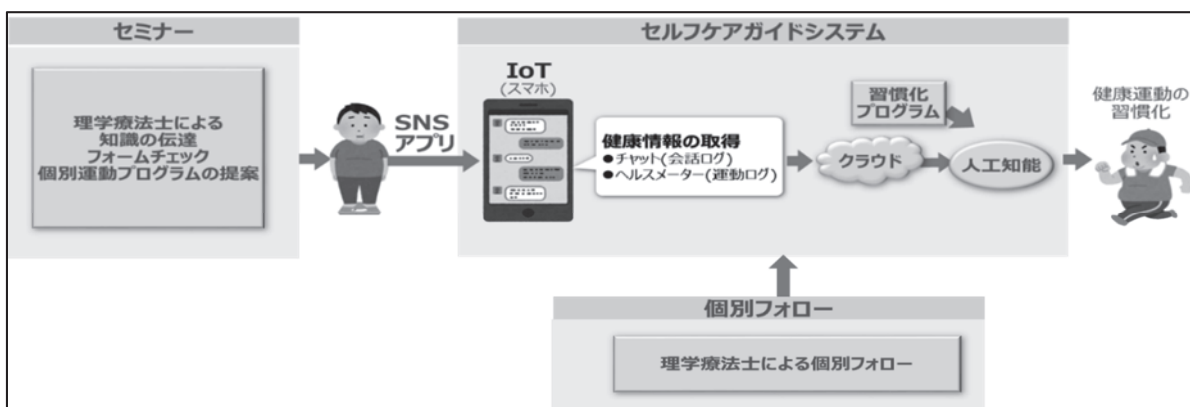 セミナー
理学療法士による
知識の伝達
フォームチェック
個別運動プログラムの提案
SNS
アプリ
セルフケアガイドシステム
IoT
(スマホ)
健康情報の取得
●チャット(会話ログ)
●ヘルスメーター(運動ログ)
習慣化
プログラム
クラウド
人工知能
健康運動の
習慣化
個別フォロー
理学療法士による個別フォロー